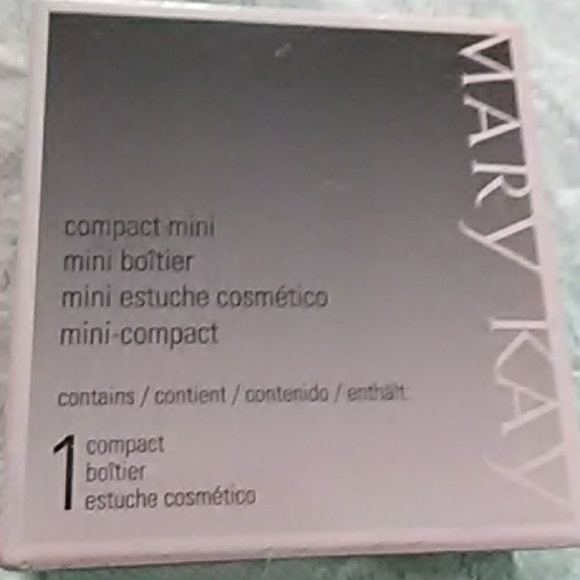 MARY KAY
compact mini
mini boîtier
mini estuche cosmético
mini-compact
contains / contient / contenido / enthält:
1 compact
boîtier
estuche cosmético